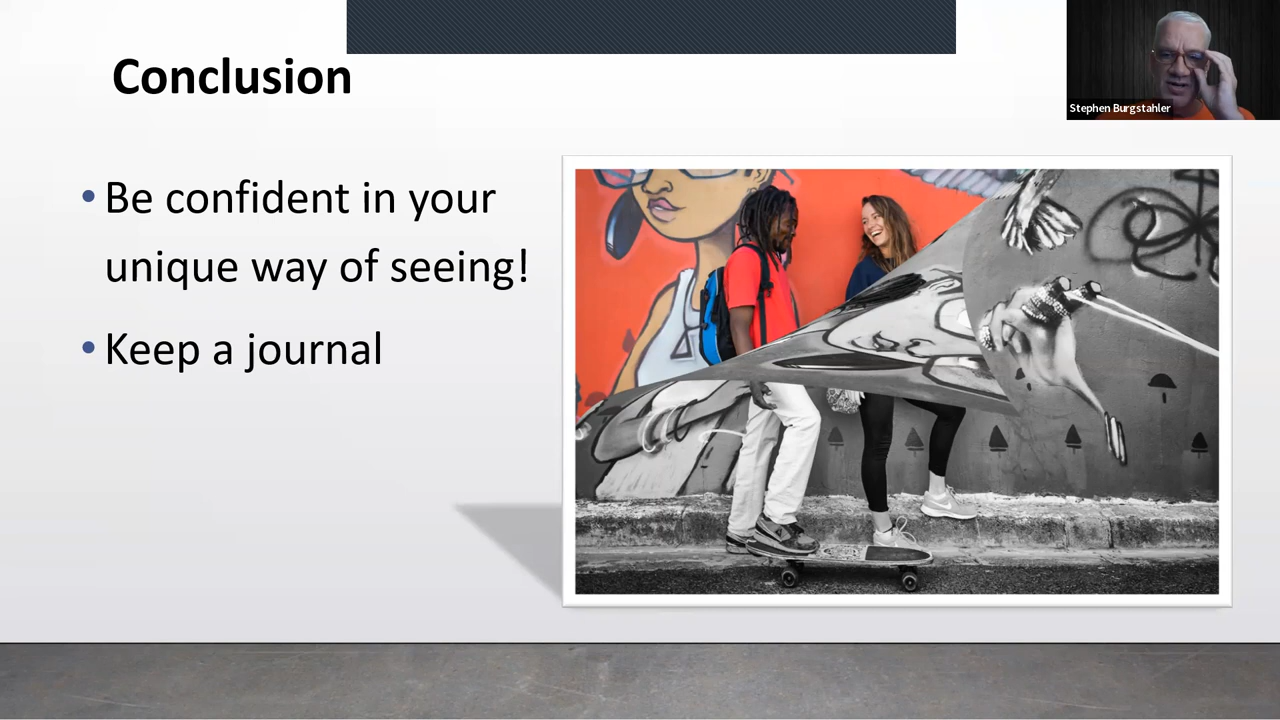 Conclusion
Stephen Burgstahler
• Be confident in your
unique way of seeing!
• Keep a journal